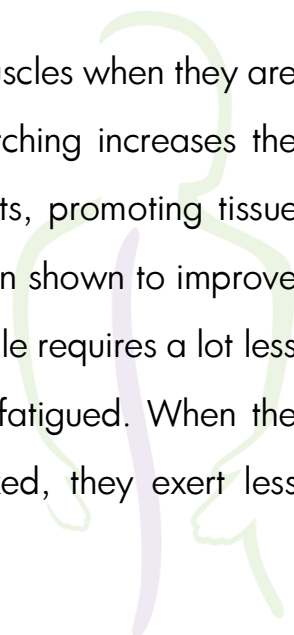 scles when they are
ching increases the
ts, promoting tissue
n shown to improve
le requires a lot less
fatigued. When the
ed, they exert less